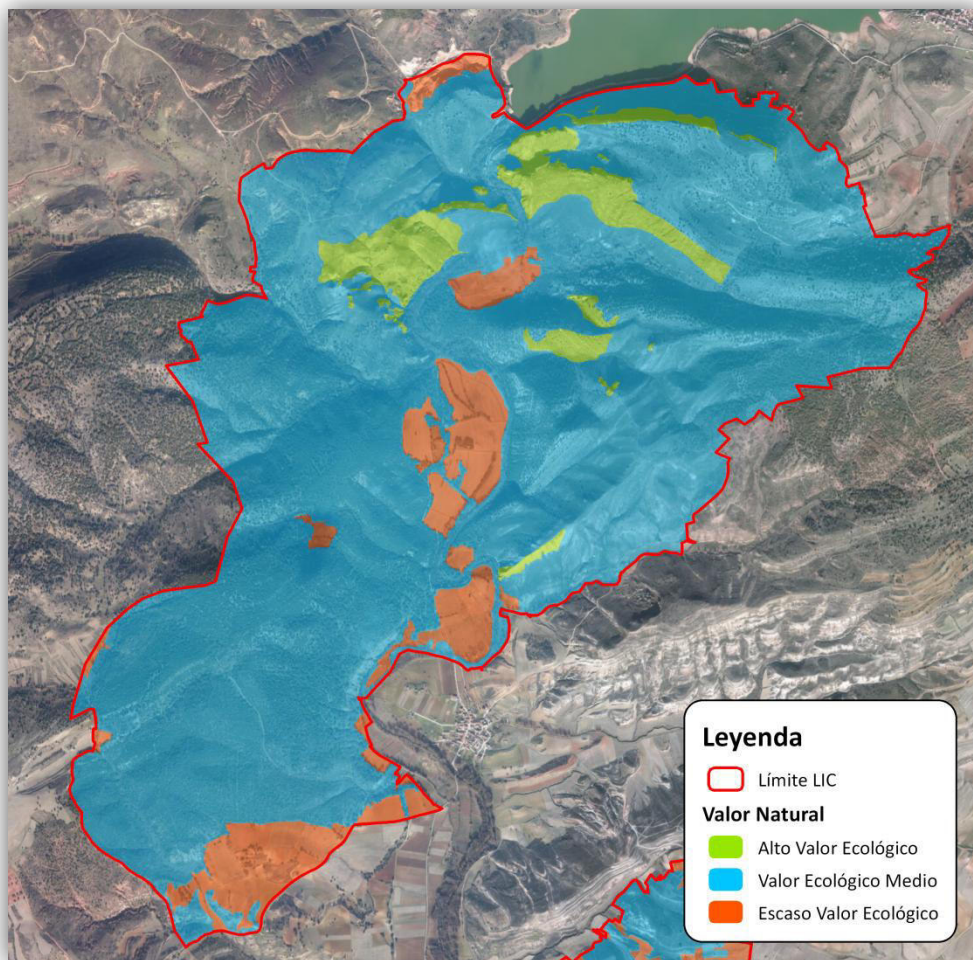 Leyenda
Límite LIC
Valor Natural
Alto Valor Ecológico
Valor Ecológico Medio
Escaso Valor Ecológico